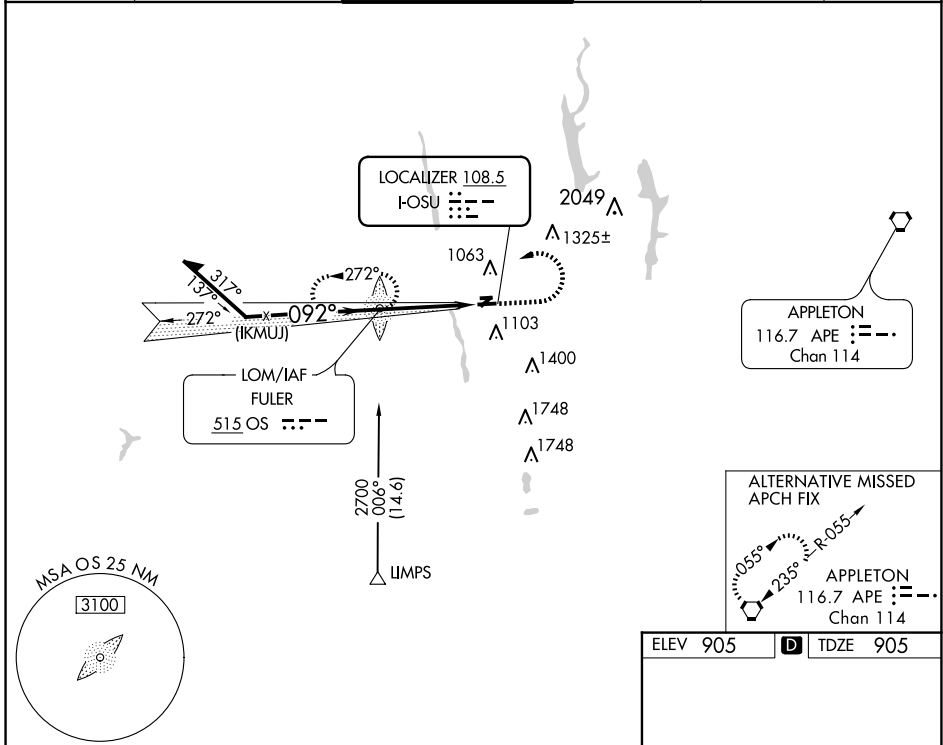 LOCALIZER 108.5
I-OSU
2049
1325±
1063
272°
317°
137°
092°
272°
(IKMUJ)
1103
APPLETON
116.7 APE
Chan 114
LOM/IAF
FULER
515 OS
1400
1748
1748
2700
006°
(14.6)
LIMPS
ALTERNATIVE MISSED
APCH FIX
055°
R-055
235°
APPLETON
116.7 APE
Chan 114
MSA OS 25 NM
3100
ELEV 905 D TDZE 905